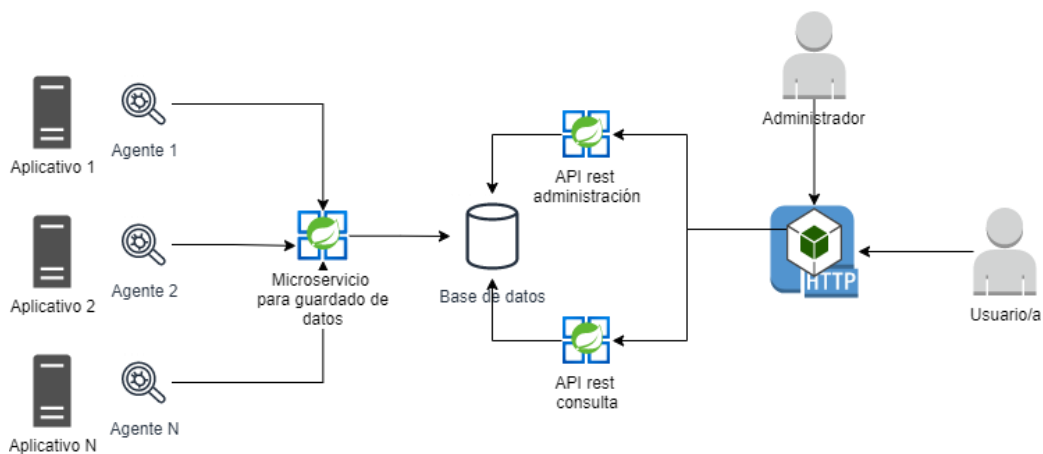 Administrador
Aplicativo 1
Agente 1
API rest
administración
Aplicativo 2
Agente 2
Microservicio
para guardado de
datos
Base de datos
HTTP
Usuario/a
API rest
consulta
Aplicativo N
Agente N